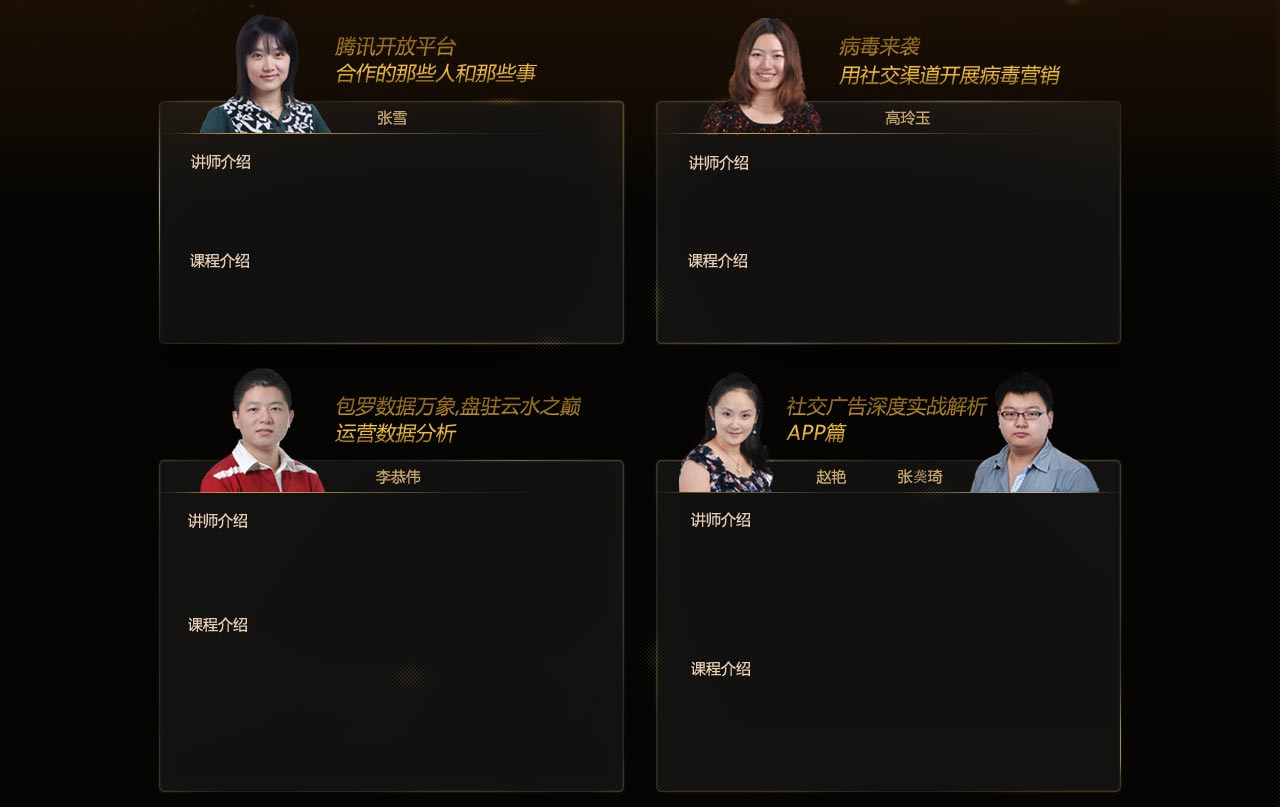 腾讯开放平台
合作的那些人和那些事
张雪
讲师介绍
课程介绍
病毒来袭
用社交渠道开展病毒营销
高玲玉
讲师介绍
课程介绍
包罗数据万象,盘驻云水之巅
运营数据分析
李恭伟
讲师介绍
课程介绍
社交广告深度实战解析
APP篇
赵艳 张䶮琦
讲师介绍
课程介绍